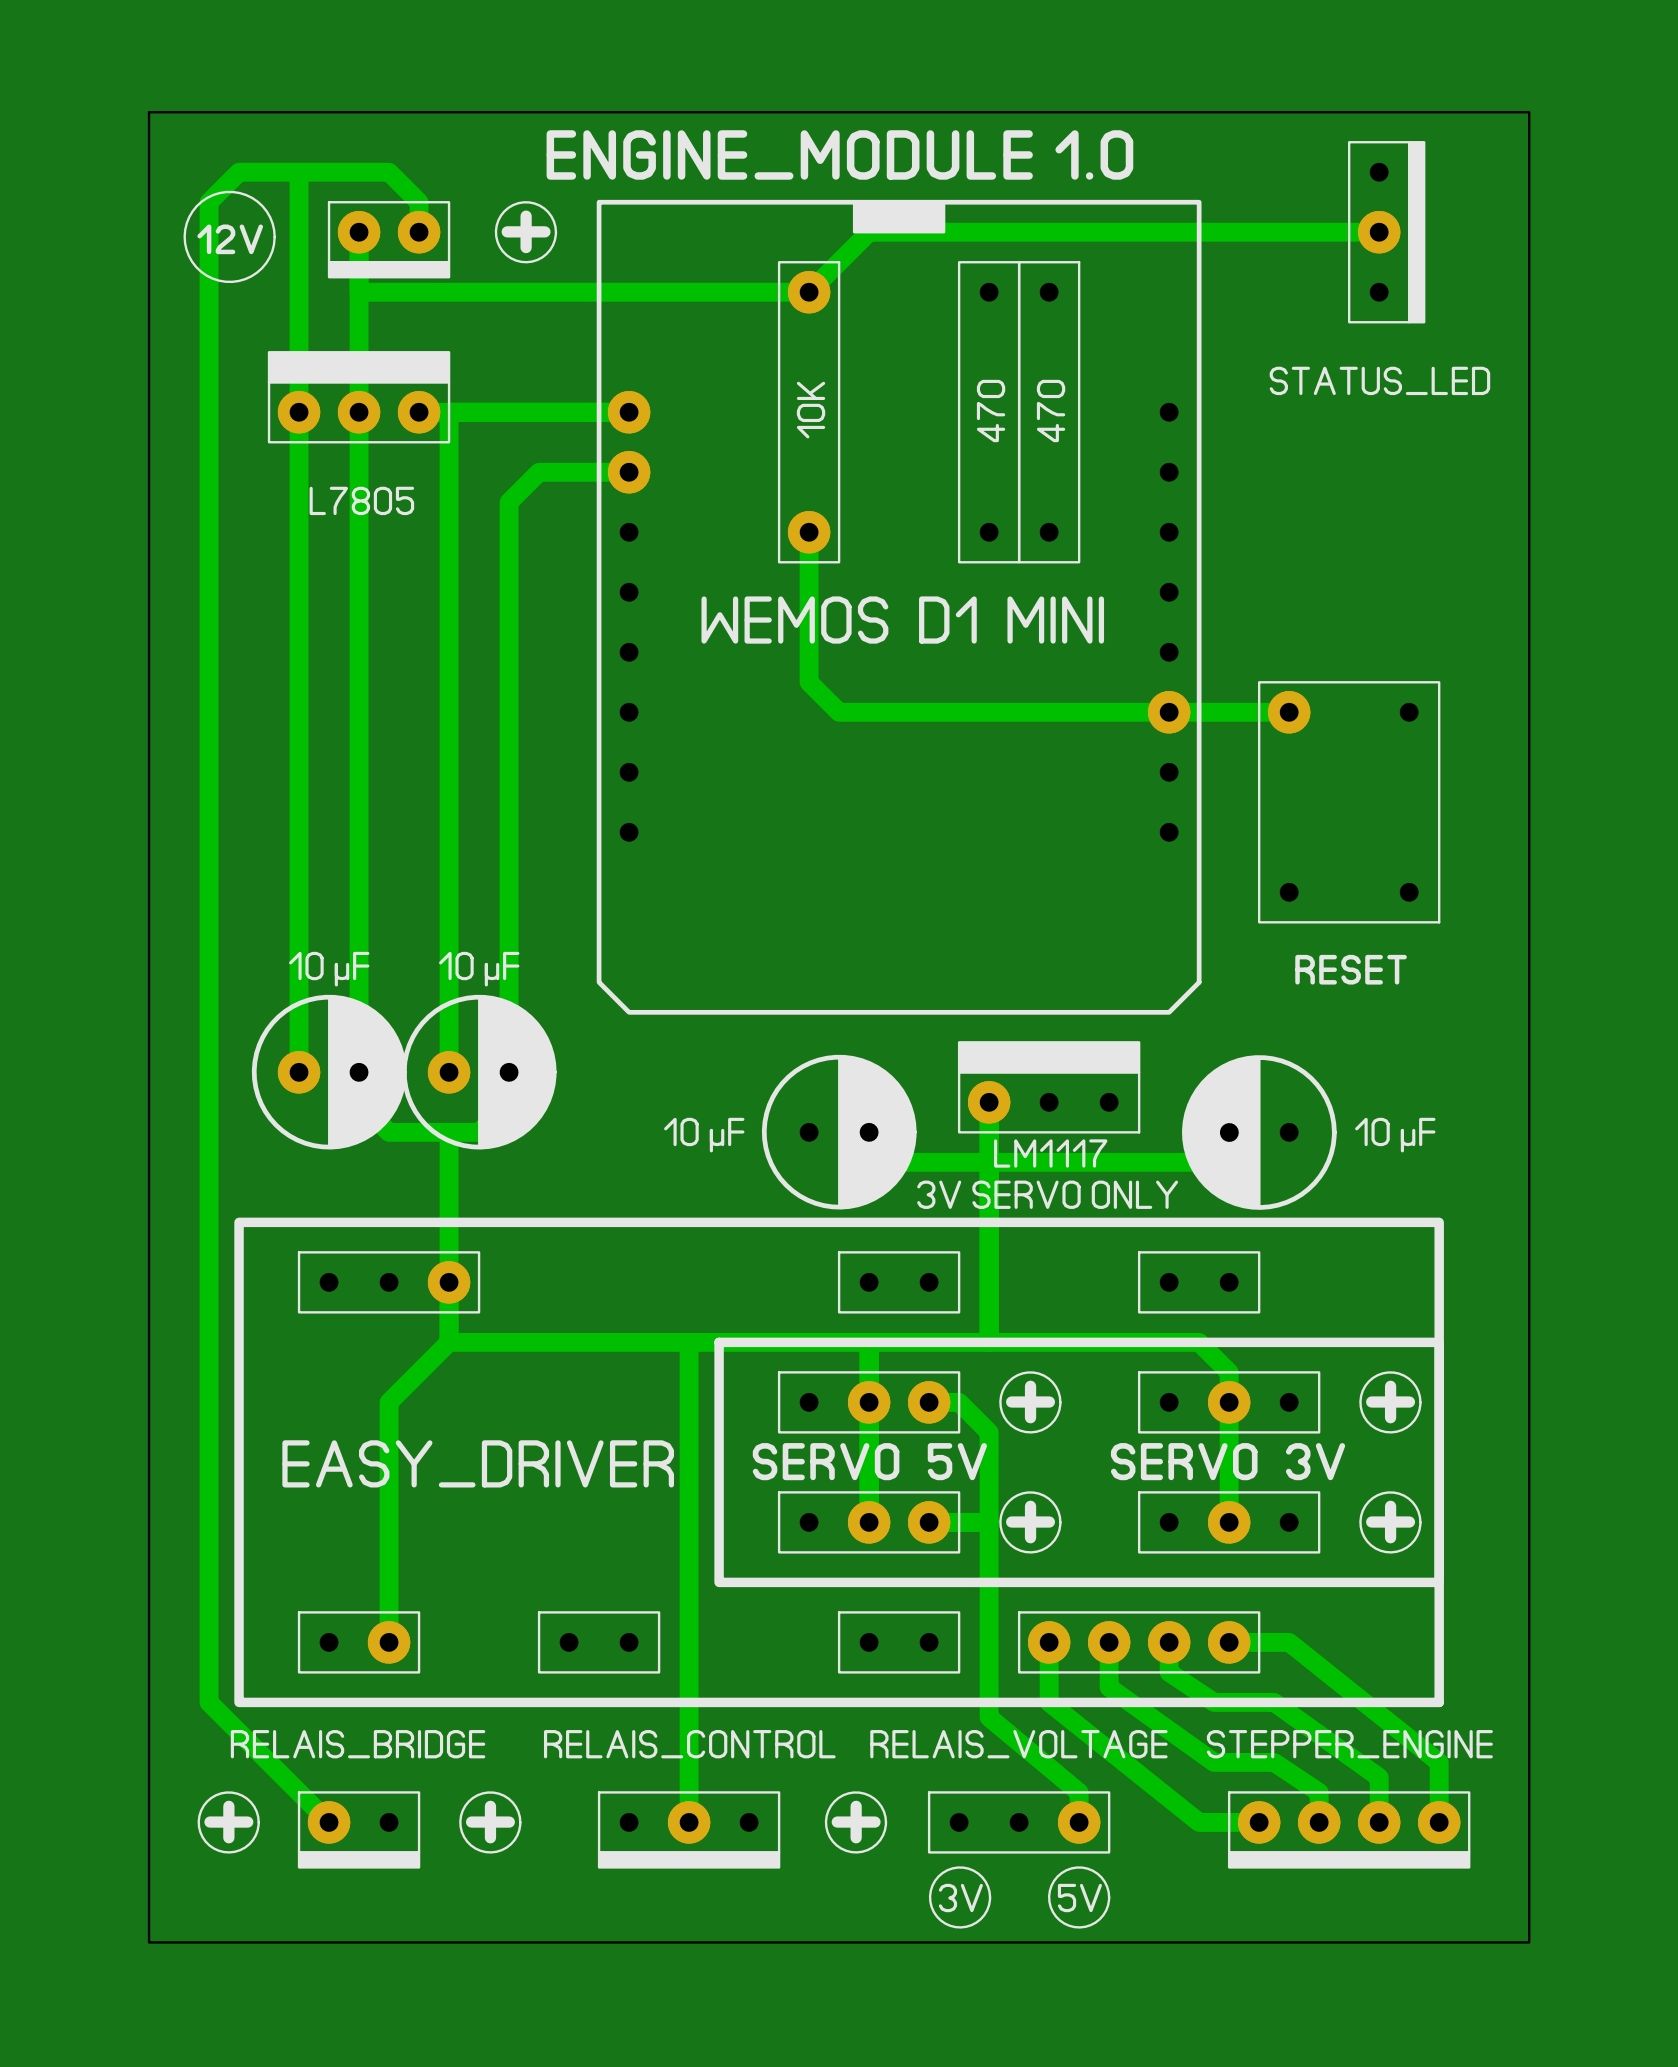 ENGINE_MODULE 1.0
12V
STATUS_LED
10K
470
470
L7805
WEMOS D1 MINI
10 µF
10 µF
RESET
10 µF
LM1117
3V SERVO ONLY
10 µF
EASY_DRIVER
SERVO 5V
SERVO 3V
RELAIS_BRIDGE
RELAIS_CONTROL
RELAIS_VOLTAGE
STEPPER_ENGINE
3V
5V